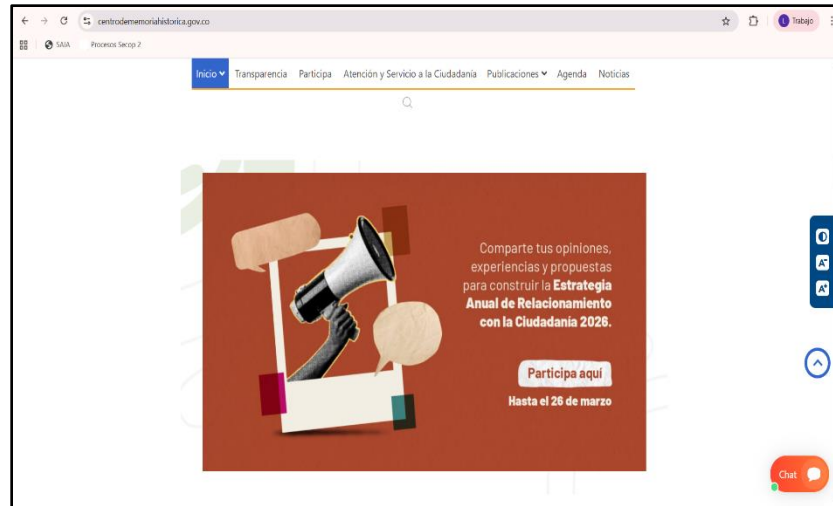 centrodememoriahistorica.gov.co
Trabajo
SAIA Procesos Secop 2
Inicio Transparencia Participa Atención y Servicio a la Ciudadanía Publicaciones Agenda Noticias
Comparte tus opiniones,
experiencias y propuestas
para construir la Estrategia
Anual de Relacionamiento
con la Ciudadanía 2026.
Participa aquí
Hasta el 26 de marzo
A-
A+
Chat